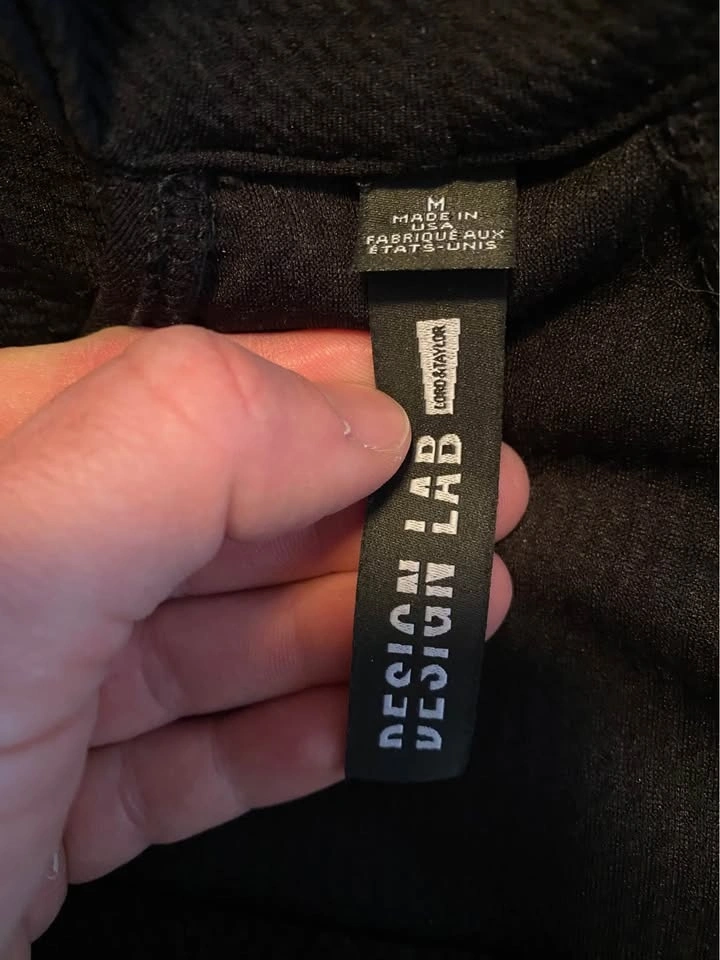 M
MADE IN
USA
FABRIQUÉ AUX
ÉTATS-UNIS
DESIGN LAB
LORD & TAYLOR